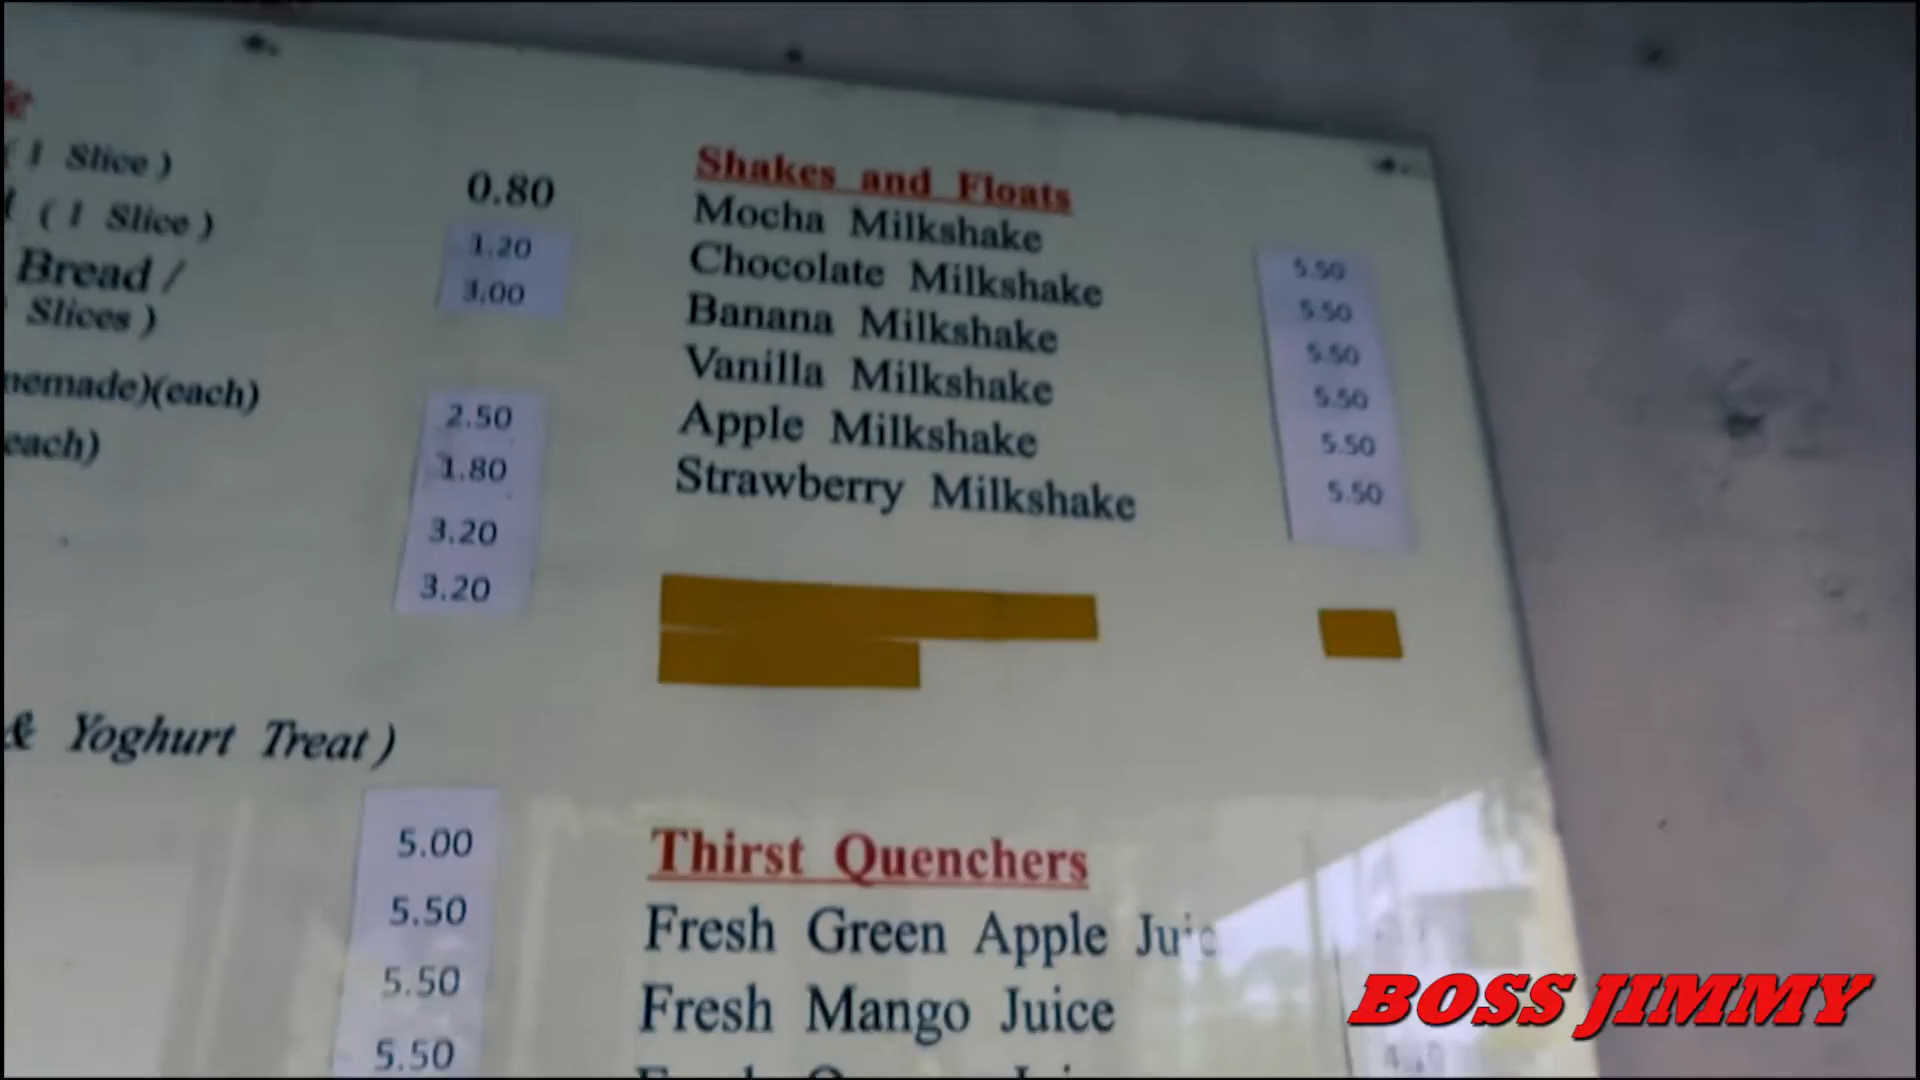 ( 1 Slice )
( 1 Slice )
Bread /
Slices )
(each)
each)
0.80
1.20
3.00
2.50
1.80
3.20
3.20
& Yoghurt Treat )
5.00
5.50
5.50
5.50
Shakes and Floats
Mocha Milkshake 5.50
Chocolate Milkshake 5.50
Banana Milkshake 5.50
Vanilla Milkshake 5.50
Apple Milkshake 5.50
Strawberry Milkshake 5.50
Thirst Quenchers
Fresh Green Apple
Fresh Mango Juice
BOSS JIMMY